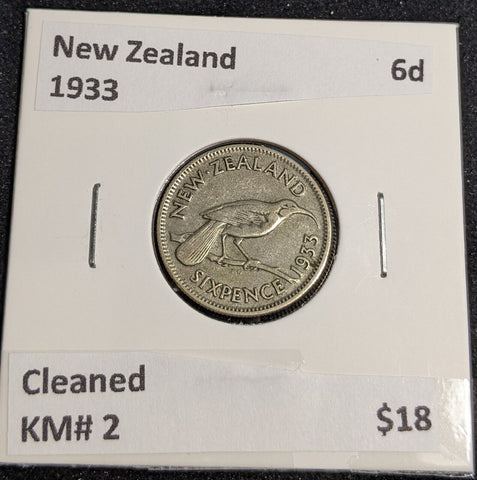 New Zealand 6d
1933
NEW·ZEALAND
1933
SIXPENCE
Cleaned
KM# 2 $18